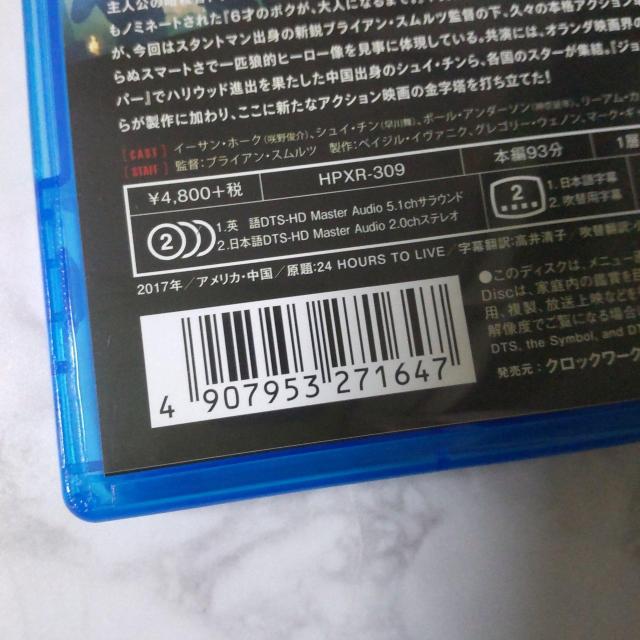 主人公の
もノミネートされた『6才のボクが、大人になるまで
が、今回はスタントマン出身の新鋭ブライアン・スムルツ監督の下、久々の本格アクション
らぬスマートさで一匹狼的ヒーロー像を見事に体現している。共演には、オランダ映画界
バー』でハリウッド進出を果たした中国出身のシュイ・チンら、各国のスターが集結。『ジョ
らが製作に加わり、ここに新たなアクション映画の金字塔を打ち立てた!
[CAST] イーサン・ホーク(咲野俊介)、シュイ・チン(早川舞)、ポール・アンダーソン リーアム・
[STAFF] 監督:ブライアン・スムルツ 製作:ベイジル・イヴァニク、グレゴリー・ウェノン、マーク・
¥4,800+税 HPXR-309 本編93分 1層
2 1.英 語DTS-HD Master Audio 5.1chサラウンド
2.日本語DTS-HD Master Audio 2.0chステレオ
2 1.日本語字幕
2.吹替用字幕
2017年/アメリカ・中国/原題:24 HOURS TO LIVE/字幕翻訳:高井清子/吹替翻訳:
●このディスクは、メニュー画
Discは、家庭内の鑑賞を
用、複製、放送上映など
解像度でご覧になる場合
DTS, the Symbol, and D
発売元:クロックワーク
4 907953 271647